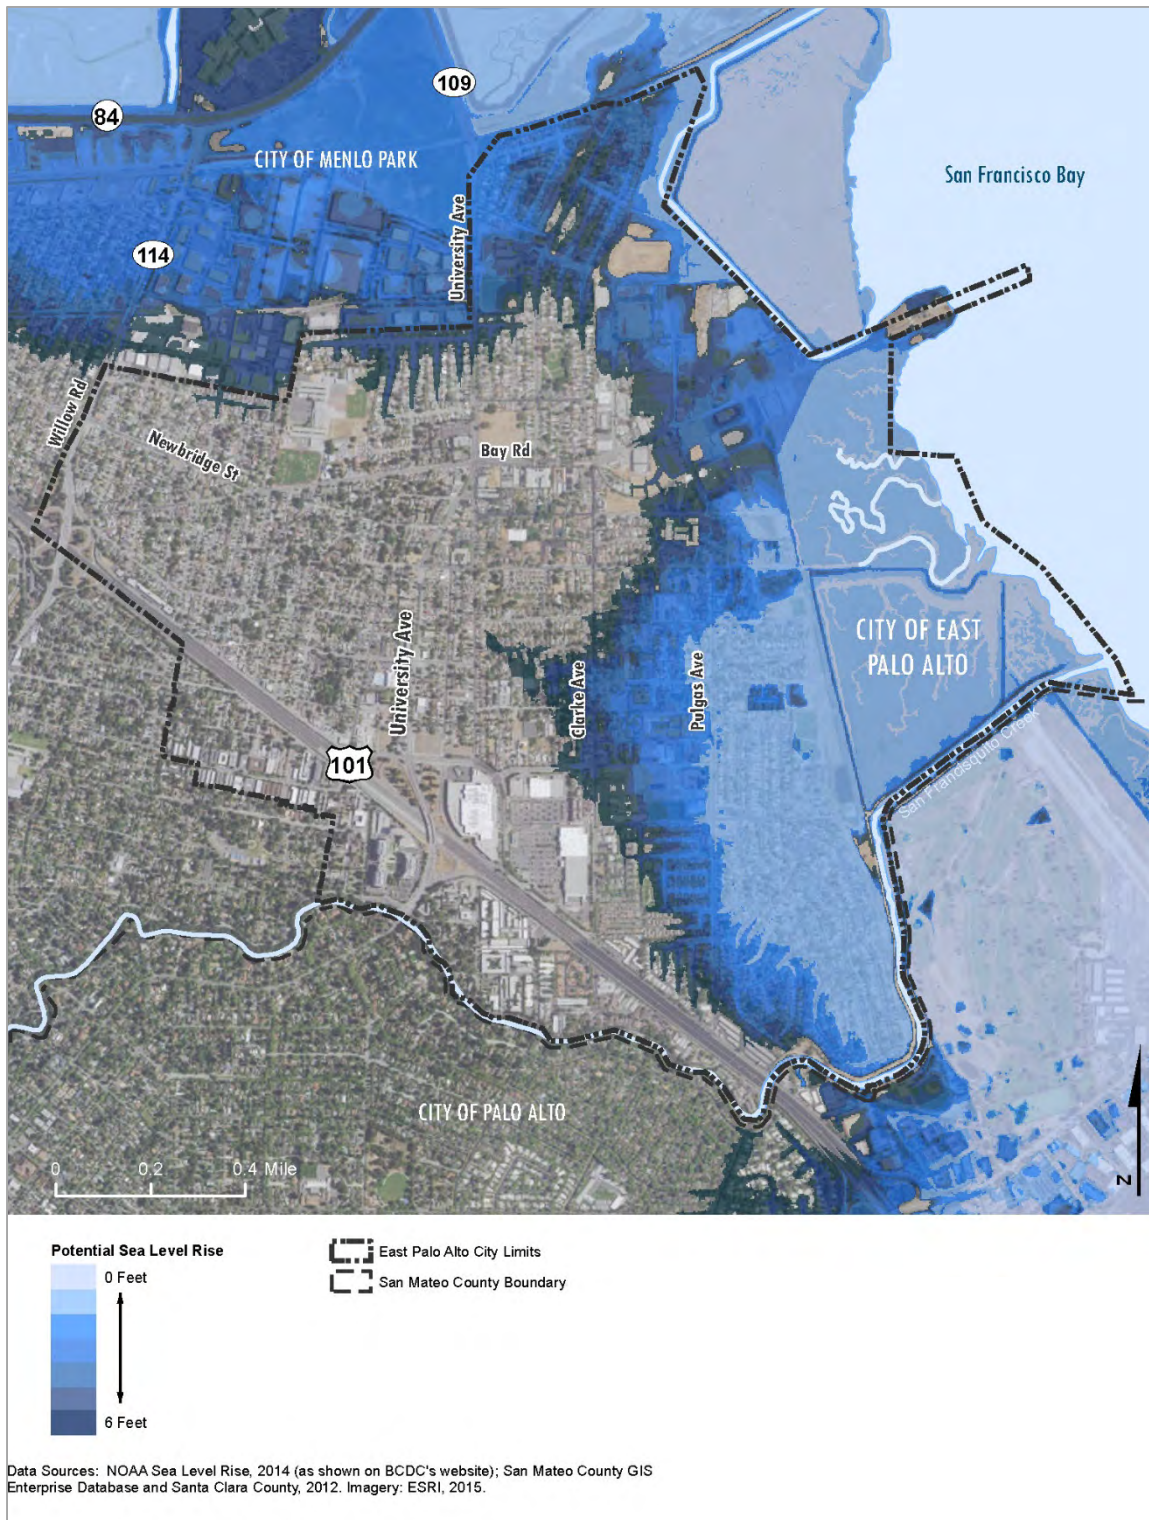 109
84
CITY OF MENLO PARK
San Francisco Bay
University Ave
114
Willow Rd
Newbridge St
Bay Rd
CITY OF EAST
PALO ALTO
University Ave
Clarke Ave
Pulgas Ave
101
San Francisquito Creek
CITY OF PALO ALTO
0 0.2 0.4 Mile
N
Potential Sea Level Rise
0 Feet
6 Feet
East Palo Alto City Limits
San Mateo County Boundary
Data Sources: NOAA Sea Level Rise, 2014 (as shown on BCDC's website); San Mateo County GIS
Enterprise Database and Santa Clara County, 2012. Imagery: ESRI, 2015.